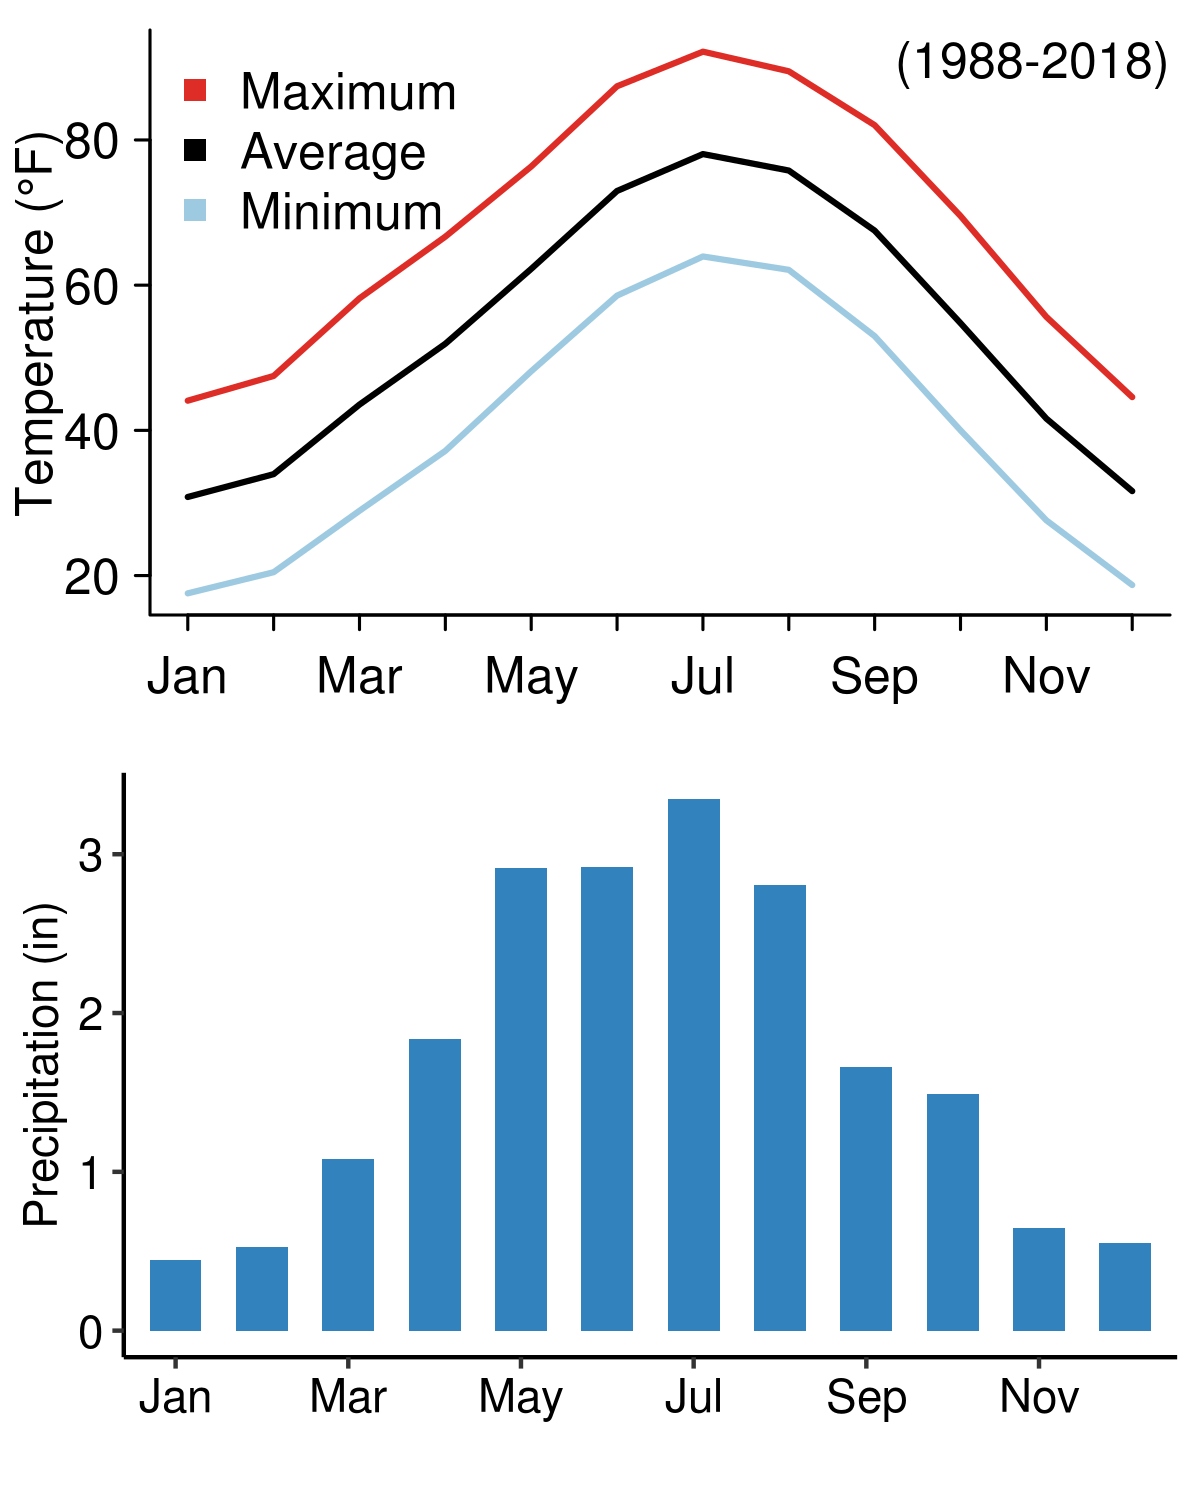 (1988-2018)
Maximum
Average
Minimum
Temperature (°F)
80
60
40
20
Jan Mar May Jul Sep Nov
Precipitation (in)
3
2
1
0
Jan Mar May Jul Sep Nov